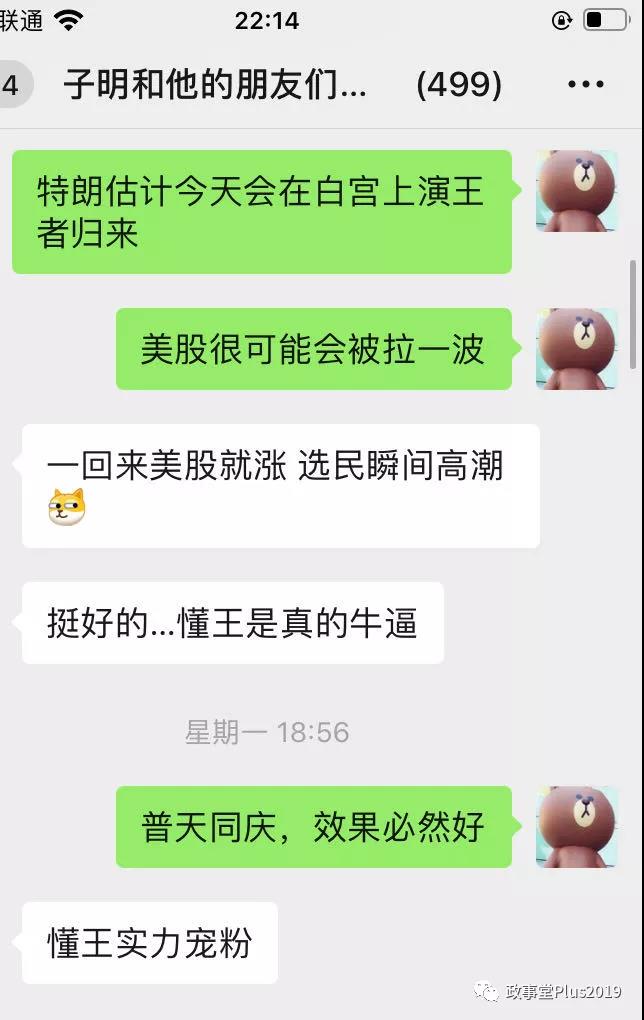 联通
22:14
4
子明和他的朋友们... (499)
特朗估计今天会在白宫上演王
者归来
美股很可能会被拉一波
一回来美股就涨 选民瞬间高潮
挺好的...懂王是真的牛逼
星期一 18:56
普天同庆，效果必然好
懂王实力宠粉
政事堂Plus2019